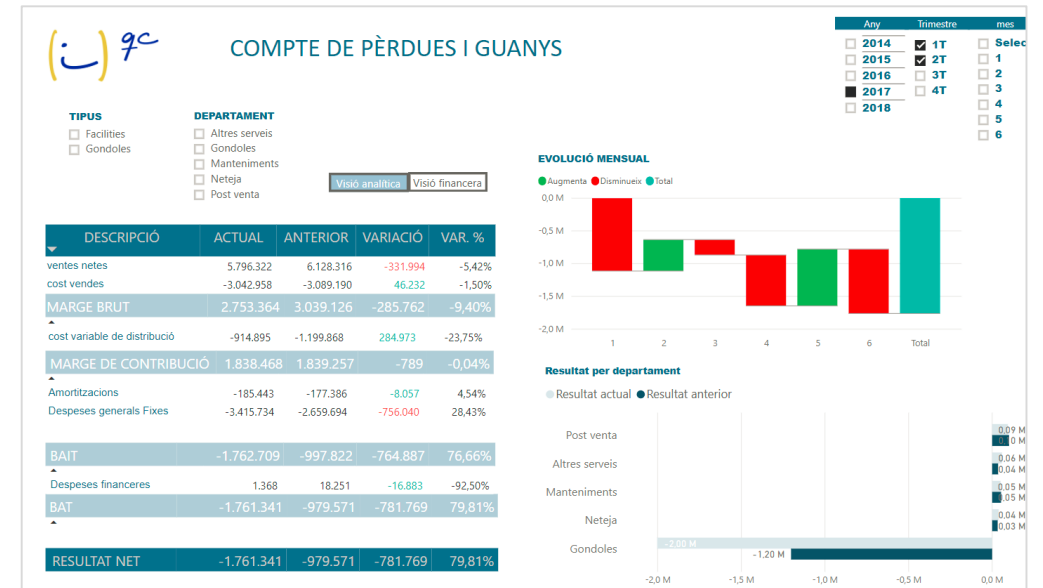 qc
COMPTE DE PÈRDUES I GUANYS
Any Trimestre mes
2014 1T Selec
2015 2T 1
2016 3T 2
2017 4T 3
2018 4
5
6
TIPUS
Facilities
Gondoles
DEPARTAMENT
Altres serveis
Gondoles
Manteniments
Neteja
Post venta
Visió analítica Visió financera
DESCRIPCIÓ ACTUAL ANTERIOR VARIACIÓ VAR. %
ventes netes 5.796.322 6.128.316 -331.994 -5,42%
cost vendes -3.042.958 -3.089.190 46.232 -1,50%
MARGE BRUT 2.753.364 3.039.126 -285.762 -9,40%
cost variable de distribució -914.895 -1.199.868 284.973 -23,75%
MARGE DE CONTRIBUCIÓ 1.838.468 1.839.257 -789 -0,04%
Amortitzacions -185.443 -177.386 -8.057 4,54%
Despeses generals Fixes -3.415.734 -2.659.694 -756.040 28,43%
BAIT -1.762.709 -997.822 -764.887 76,66%
Despeses financeres 1.368 18.251 -16.883 -92,50%
BAT -1.761.341 -979.571 -781.769 79,81%
RESULTAT NET -1.761.341 -979.571 -781.769 79,81%
EVOLUCIÓ MENSUAL
Augmenta Disminueix Total
0,0 M
-0,5 M
-1,0 M
-1,5 M
-2,0 M
1 2 3 4 5 6 Total
Resultat per departament
Resultat actual Resultat anterior
Post venta 0.09 M
Altres serveis 0.06 M
0,04 M
Manteniments 0.05 M
0.05 M
Neteja 0.04 M
0.03 M
Gondoles -2.00 M
-1.20 M
-2,0 M -1,5 M -1,0 M -0,5 M 0,0 M